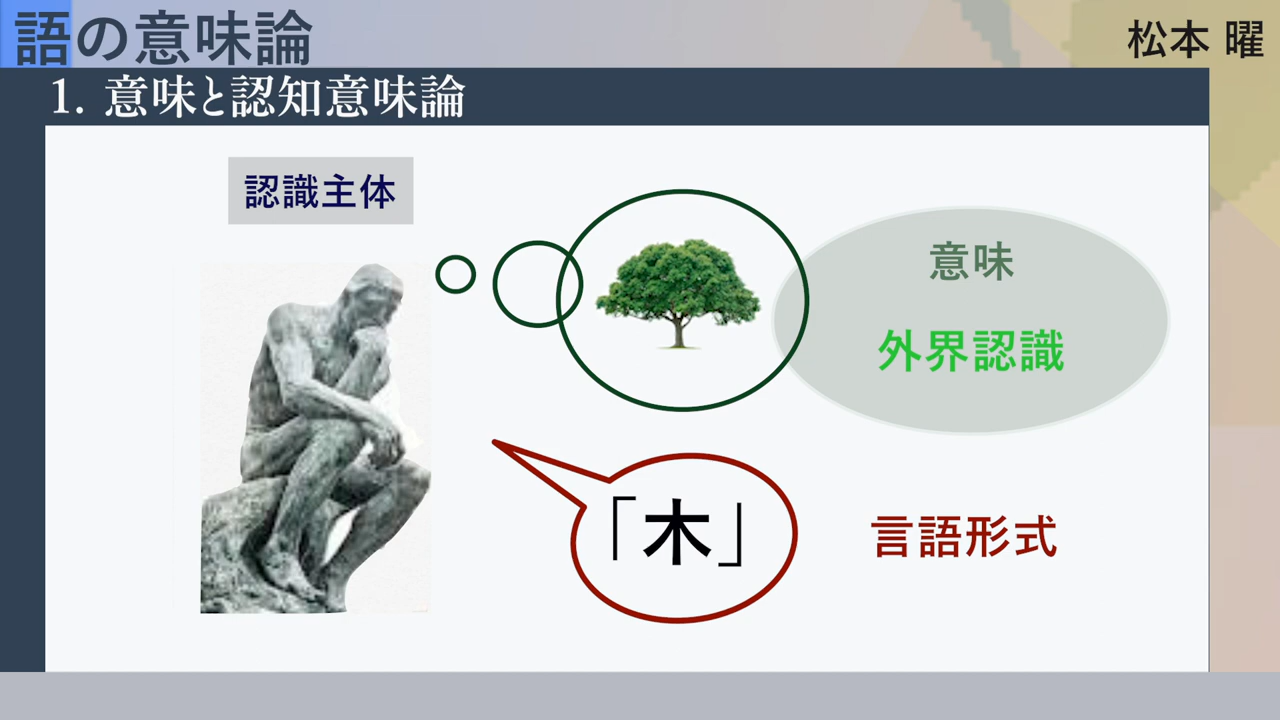 語の意味論
松本 曜
1. 意味と認知意味論
認識主体
意味
外界認識
「木」
言語形式